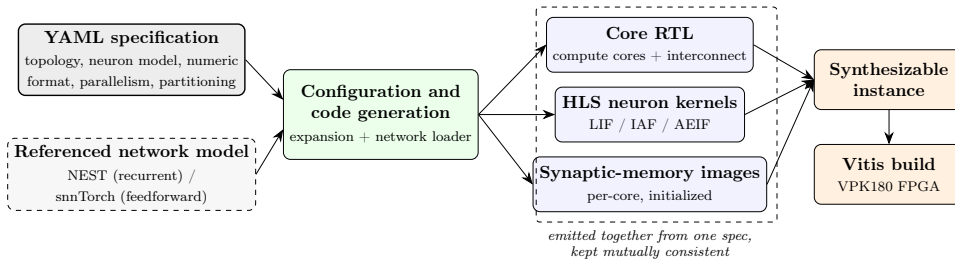 YAML specification
topology, neuron model, numeric
format, parallelism, partitioning
Referenced network model
NEST (recurrent) /
snnTorch (feedforward)
Configuration and
code generation
expansion + network loader
Core RTL
compute cores + interconnect
HLS neuron kernels
LIF / IAF / AEIF
Synaptic-memory images
per-core, initialized
emitted together from one spec,
kept mutually consistent
Synthesizable
instance
Vitis build
VPK180 FPGA